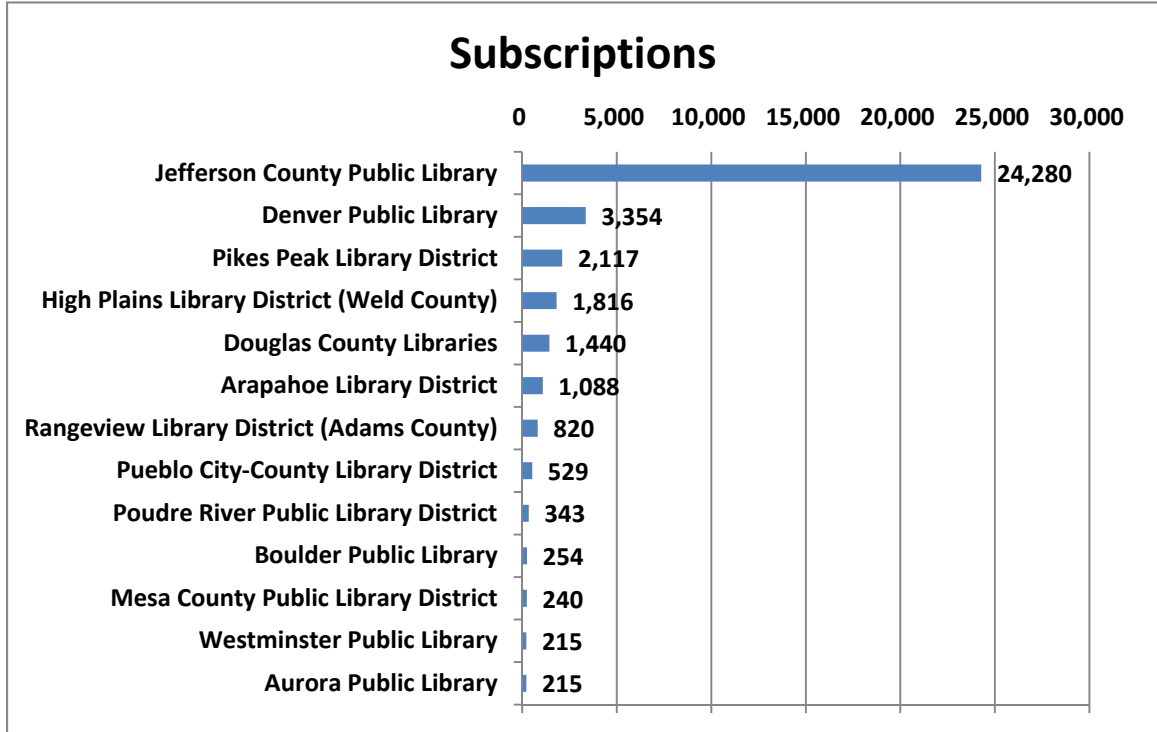 Subscriptions
0 5,000 10,000 15,000 20,000 25,000 30,000
Jefferson County Public Library 24,280
Denver Public Library 3,354
Pikes Peak Library District 2,117
High Plains Library District (Weld County) 1,816
Douglas County Libraries 1,440
Arapahoe Library District 1,088
Rangeview Library District (Adams County) 820
Pueblo City-County Library District 529
Poudre River Public Library District 343
Boulder Public Library 254
Mesa County Public Library District 240
Westminster Public Library 215
Aurora Public Library 215